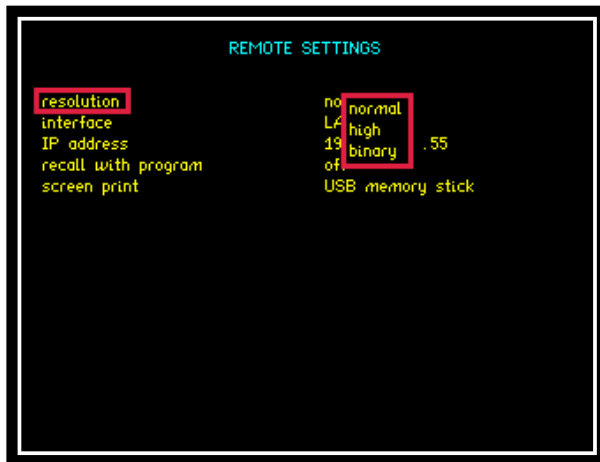 REMOTE SETTINGS
resolution
normal
interface
high
IP address
binary .55
recall with program
screen print USB memory stick